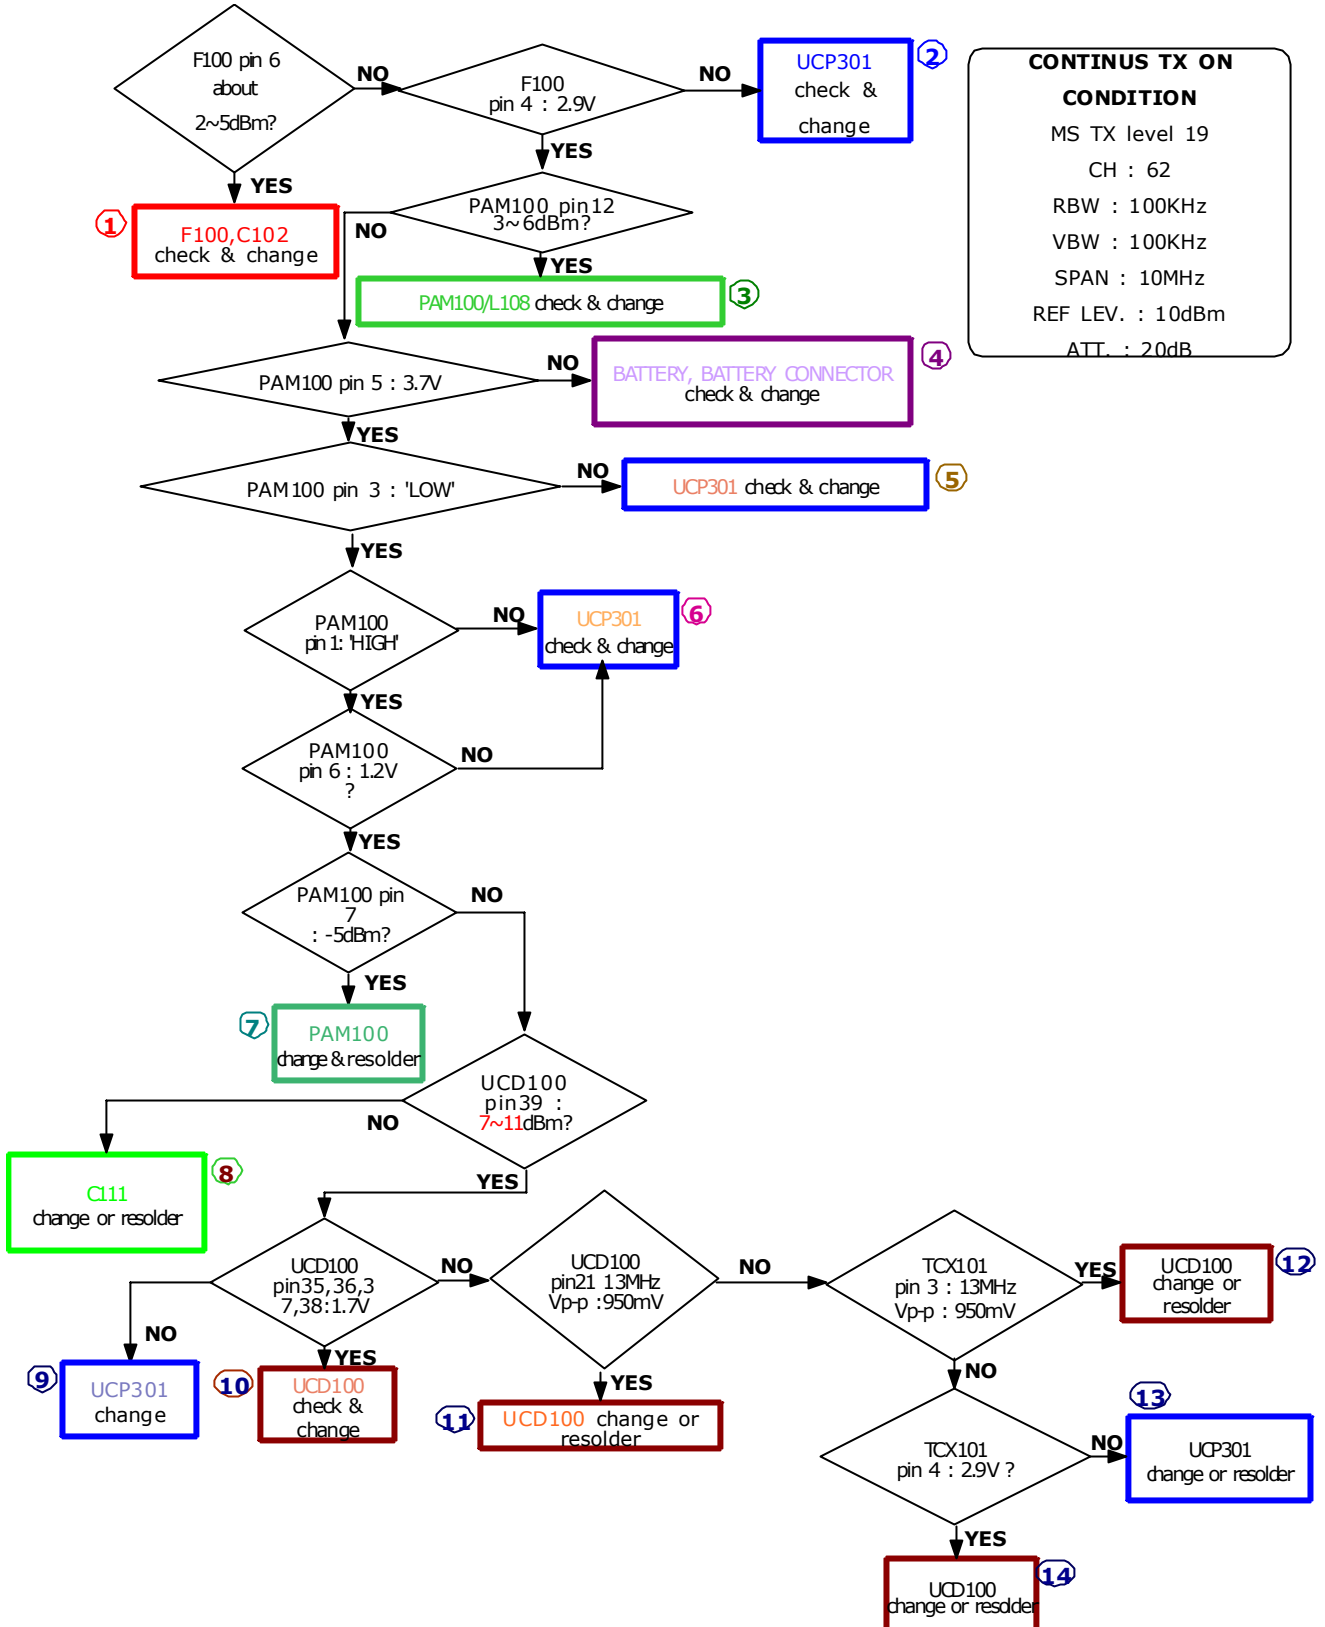 F100 pin 6
about
2~5dBm?
NO
F100
pin 4 : 2.9V
NO
UCP301
check &
change
2
CONTINUS TX ON
CONDITION
MS TX level 19
CH : 62
RBW : 100KHz
VBW : 100KHz
SPAN : 10MHz
REF LEV. : 10dBm
ATT. : 20dB
YES
YES
1
F100,C102
check & change
PAM100 pin12
3~6dBm?
NO
YES
PAM100/L108 check & change
3
PAM100 pin 5 : 3.7V
NO
BATTERY, BATTERY CONNECTOR
check & change
4
YES
PAM100 pin 3 : 'LOW'
NO
UCP301 check & change
5
YES
PAM100
pin 1: 'HIGH'
NO
UCP301
check & change
6
YES
PAM100
pin 6 : 1.2V
?
NO
YES
PAM100 pin
7
: -5dBm?
NO
YES
7
PAM100
change & resolder
UCD100
pin39 :
7~11dBm?
NO
YES
C111
change or resolder
8
UCD100
pin35,36,3
7,38:1.7V
NO
UCD100
pin21 13MHz
Vp-p :950mV
NO
TCX101
pin 3 : 13MHz
Vp-p : 950mV
YES
UCD100
change or
resolder
12
NO
YES
YES
NO
9
UCP301
change
10
UCD100
check &
change
11
UCD100 change or
resolder
TCX101
pin 4 : 2.9V ?
NO
13
UCP301
change or resolder
YES
UCD100
change or resolder
14